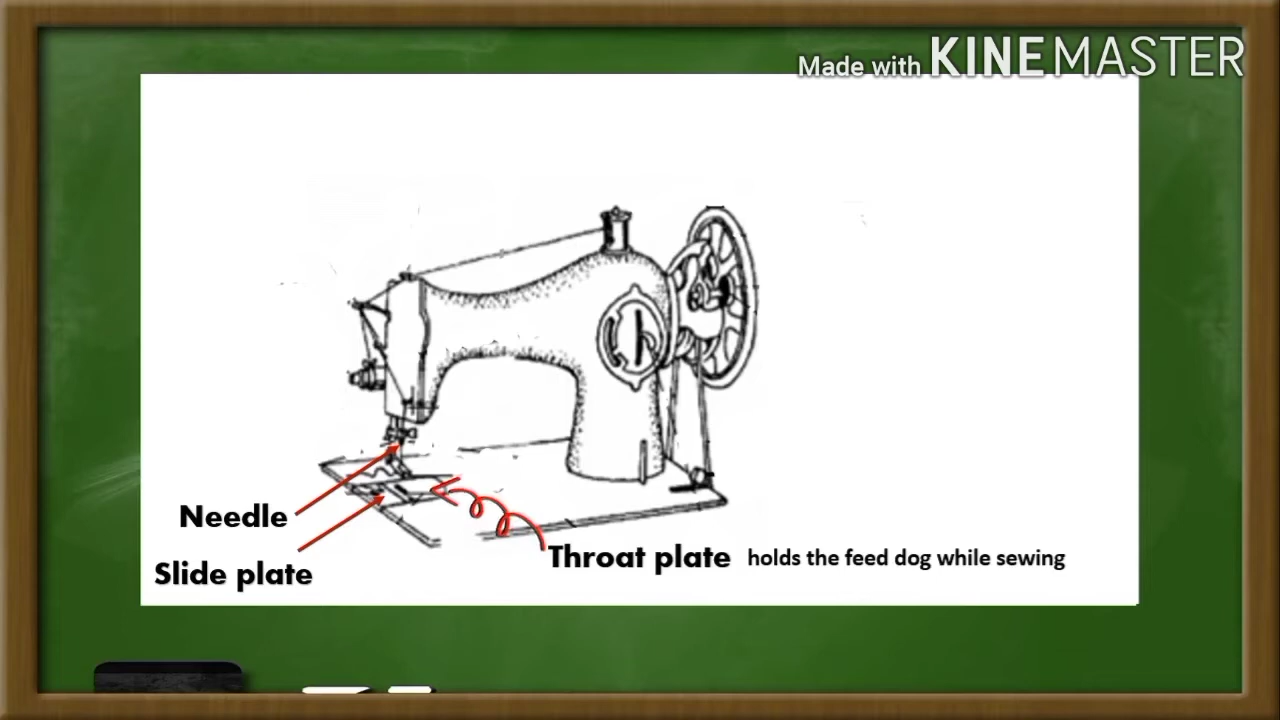 Made with KINEMASTER
Needle
Slide plate
Throat plate holds the feed dog while sewing